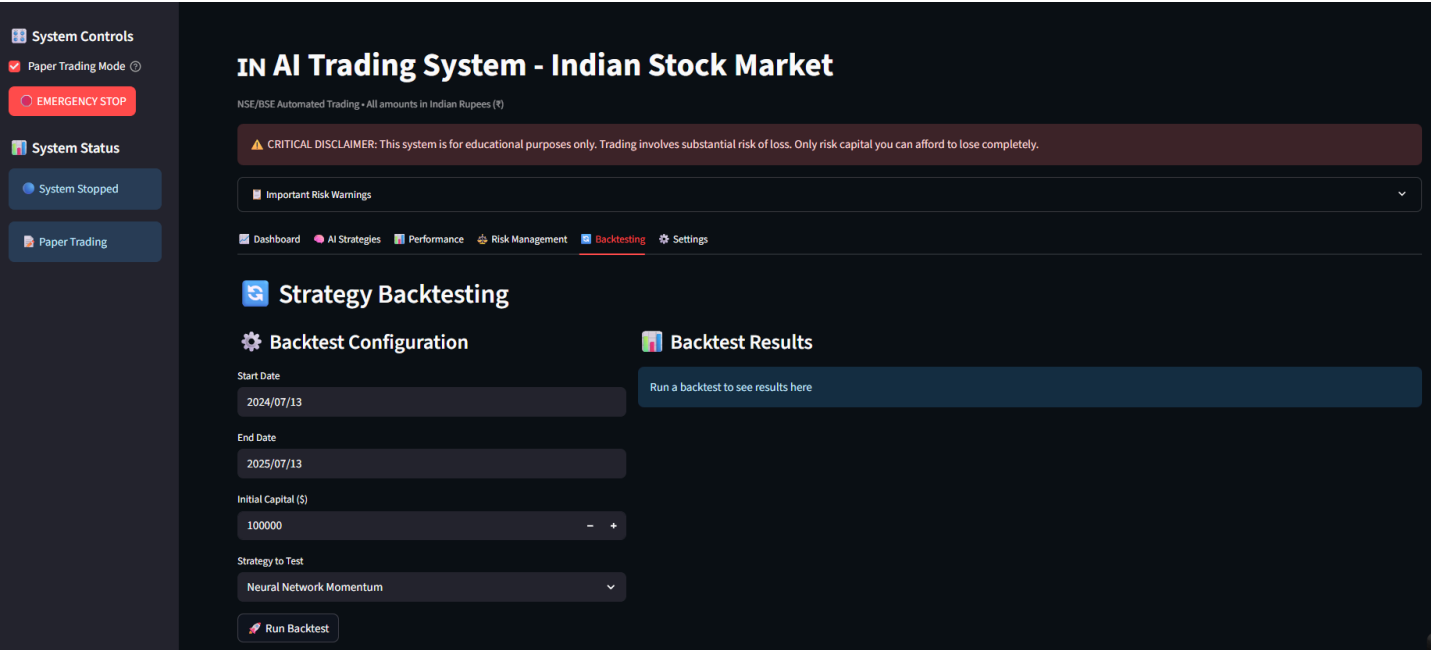 System Controls
Paper Trading Mode
EMERGENCY STOP
System Status
System Stopped
Paper Trading
IN AI Trading System - Indian Stock Market
NSE/BSE Automated Trading • All amounts in Indian Rupees (₹)
CRITICAL DISCLAIMER: This system is for educational purposes only. Trading involves substantial risk of loss. Only risk capital you can afford to lose completely.
Important Risk Warnings
Dashboard AI Strategies Performance Risk Management Backtesting Settings
Strategy Backtesting
Backtest Configuration
Start Date
2024/07/13
End Date
2025/07/13
Initial Capital ($)
100000
Strategy to Test
Neural Network Momentum
Run Backtest
Backtest Results
Run a backtest to see results here